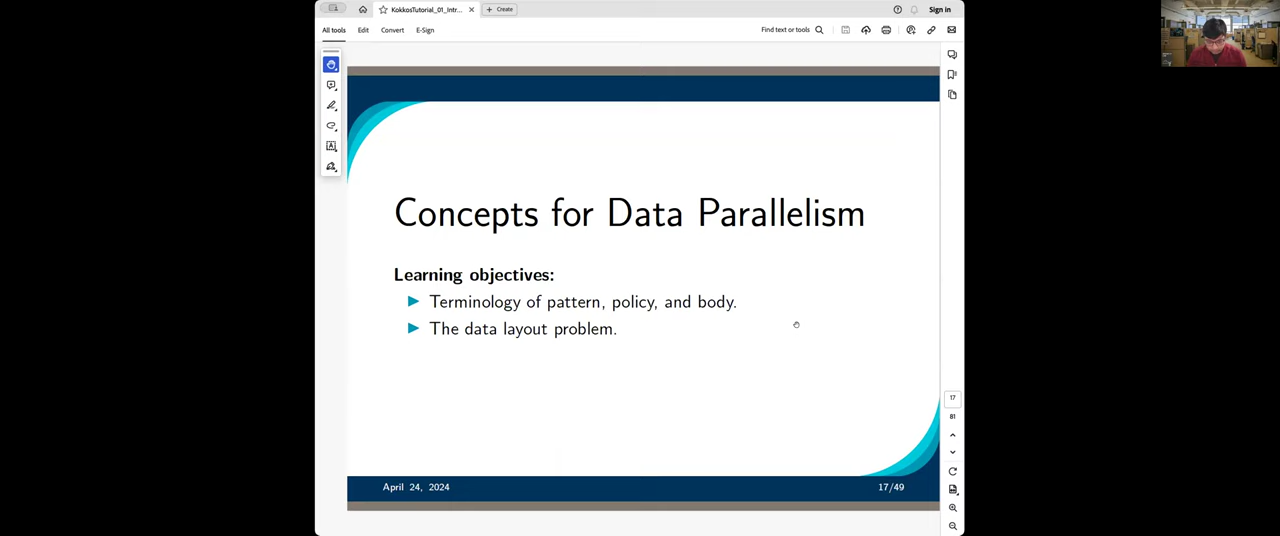 KokkosTutorial_01_Intr...
Create
Sign in
All tools
Edit
Convert
E-Sign
Find text or tools
Concepts for Data Parallelism
Learning objectives:
Terminology of pattern, policy, and body.
The data layout problem.
17
81
April 24, 2024
17/49